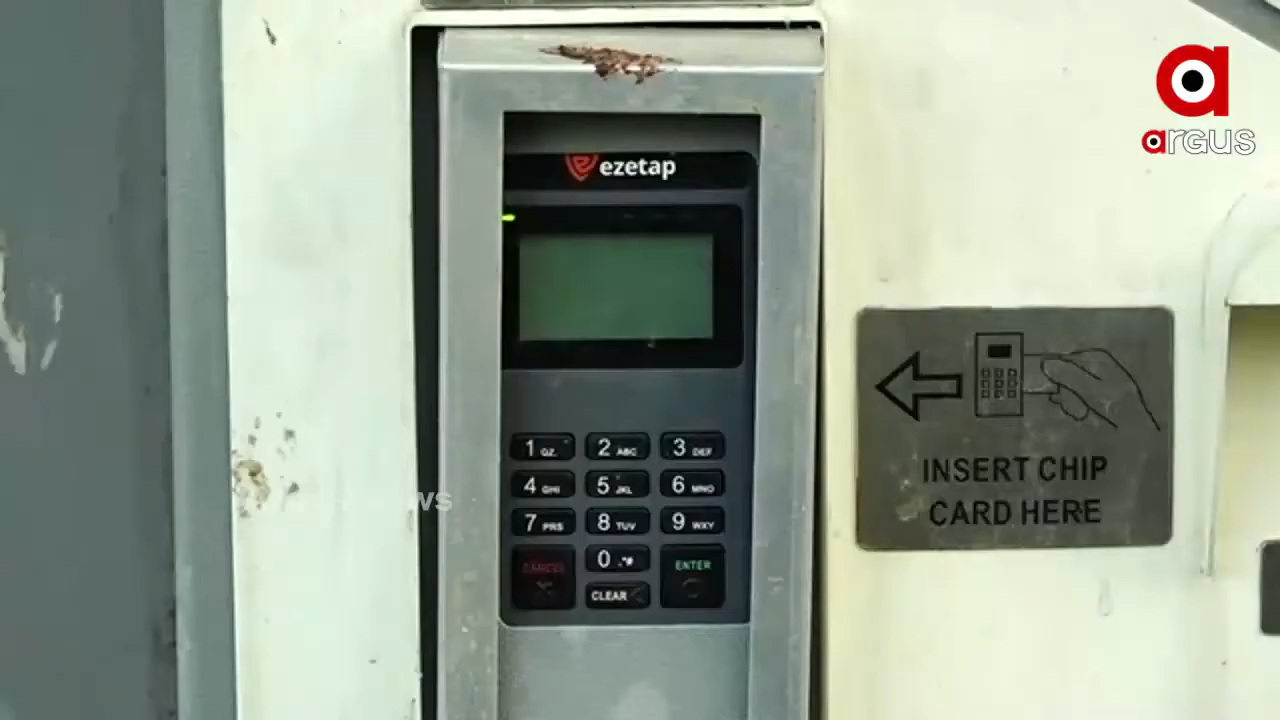 argus
ezetap
1 QZ. 2 ABC 3 DEF
4 GHI 5 JKL 6 MNO
7 PRS 8 TUV 9 WXY
CANCEL 0 .*# ENTER
CLEAR
INSERT CHIP
CARD HERE